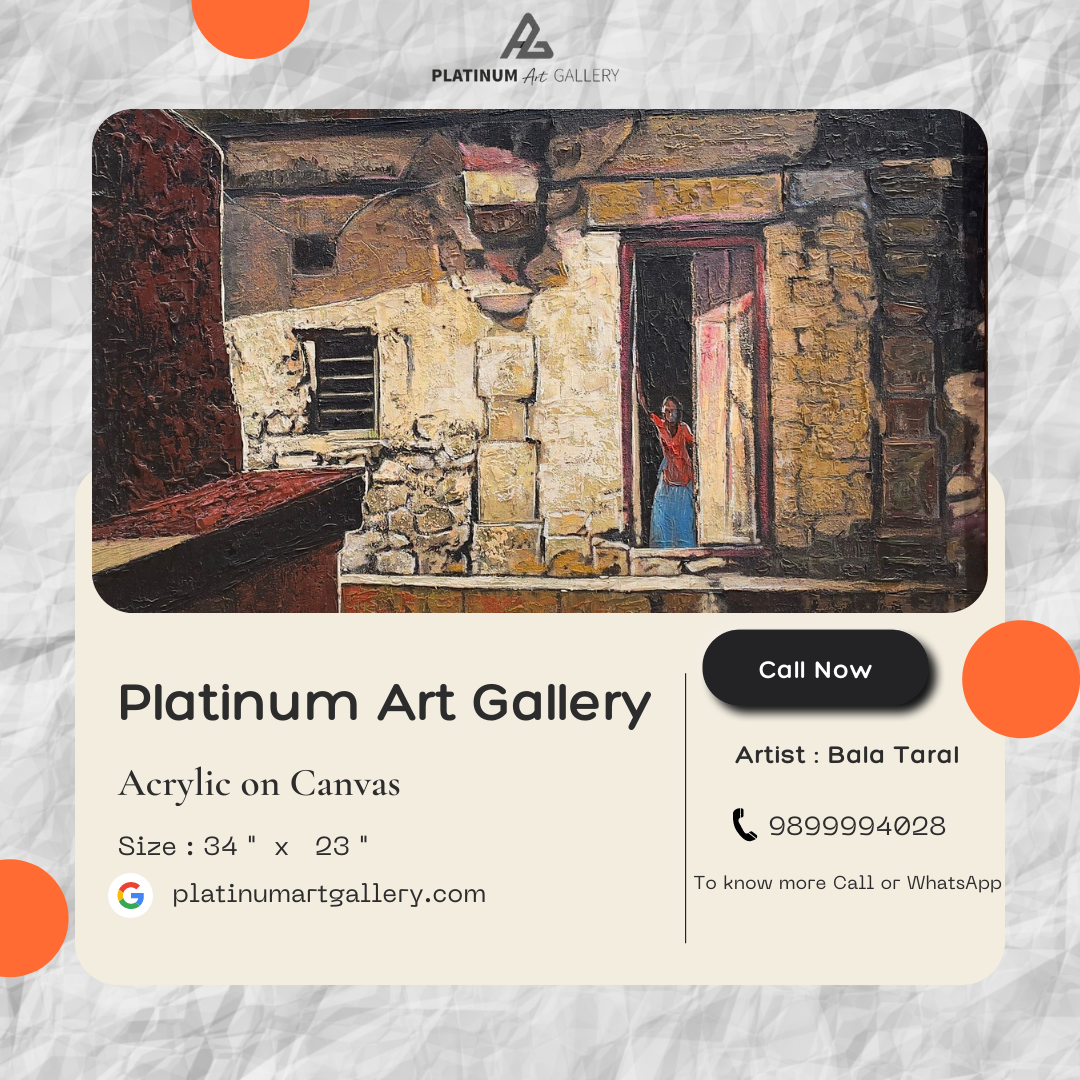 PLATINUM Art GALLERY
Platinum Art Gallery
Acrylic on Canvas
Size : 34 " x 23 "
platinumartgallery.com
Call Now
Artist : Bala Taral
9899994028
To know more Call or WhatsApp